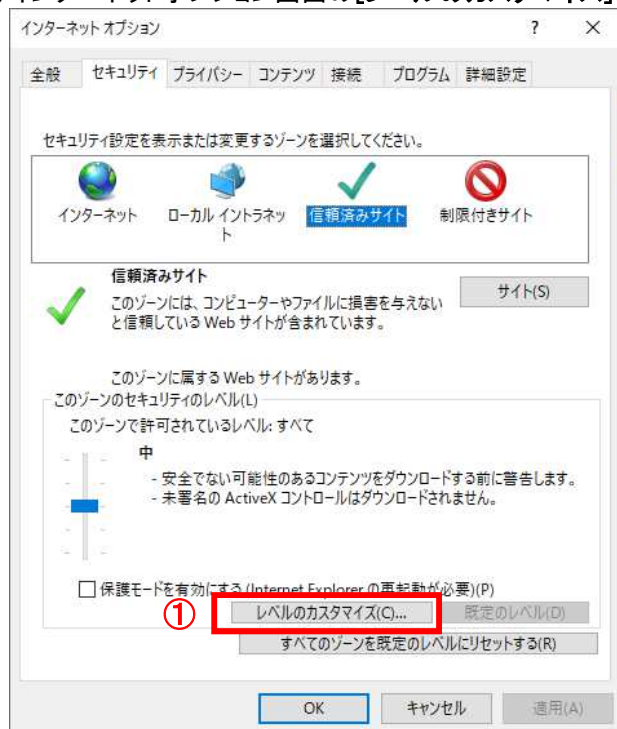 インターネット オプション
? ×
全般 セキュリティ プライバシー コンテンツ 接続 プログラム 詳細設定
セキュリティ設定を表示または変更するゾーンを選択してください。
インターネット ローカル イントラネット 信頼済みサイト 制限付きサイト
信頼済みサイト
サイト(S)
このゾーンには、コンピューターやファイルに損害を与えない
と信頼している Web サイトが含まれています。
このゾーンに属する Web サイトがあります。
このゾーンのセキュリティのレベル(L)
このゾーンで許可されているレベル: すべて
中
- 安全でない可能性のあるコンテンツをダウンロードする前に警告します。
- 未署名の ActiveX コントロールはダウンロードされません。
保護モードを有効にする (Internet Explorer の再起動が必要)(P)
① レベルのカスタマイズ(C)... 既定のレベル(D)
すべてのゾーンを既定のレベルにリセットする(R)
OK キャンセル 適用(A)